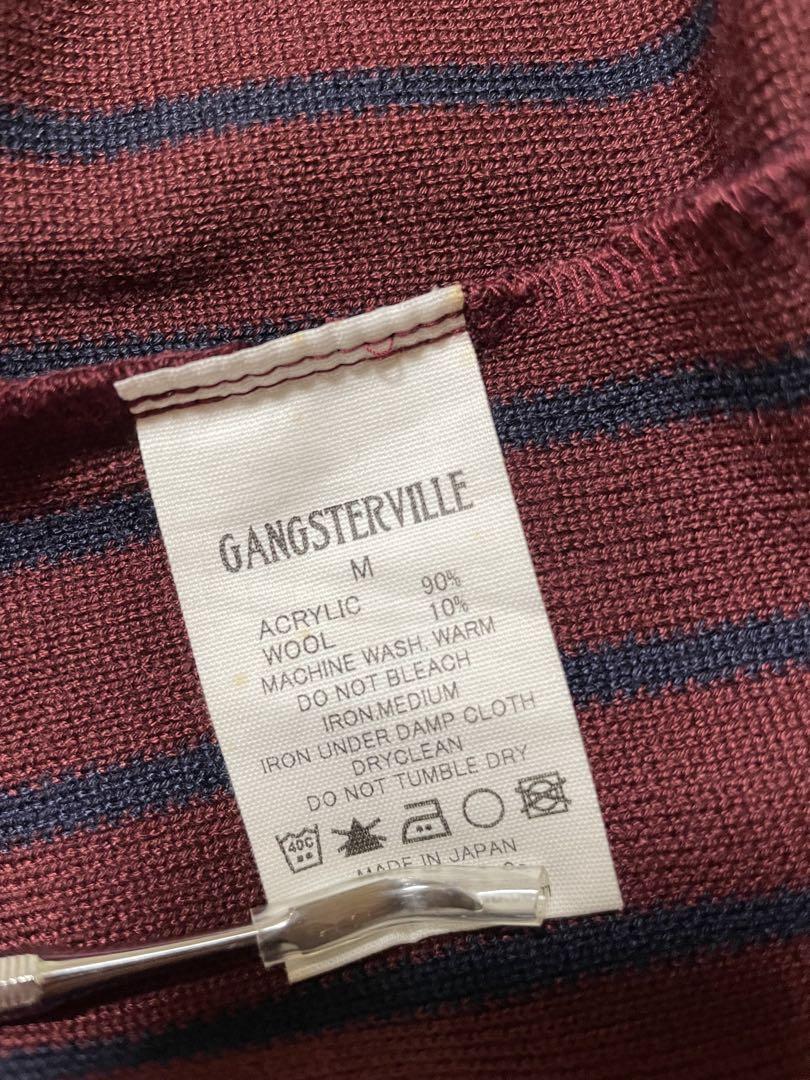 GANGSTERVILLE
M
ACRYLIC 90%
WOOL 10%
MACHINE WASH, WARM
DO NOT BLEACH
IRON.MEDIUM
IRON UNDER DAMP CLOTH
DRYCLEAN
DO NOT TUMBLE DRY
40C
MADE IN JAPAN